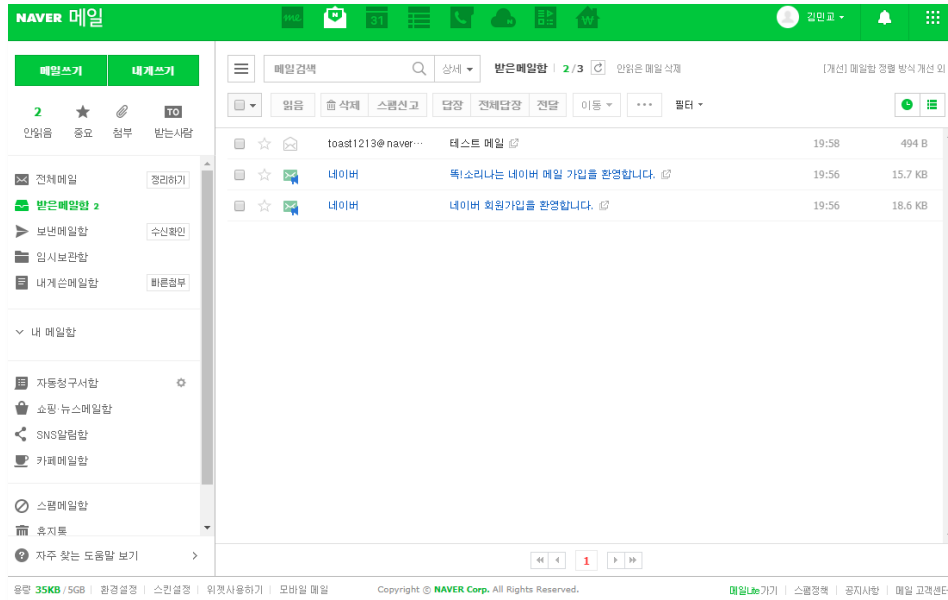 NAVER 메일
me
31
W
김민교
메일쓰기 내게쓰기
메일검색 상세 받은메일함 2/3 안읽은 메일 삭제 [개선] 메일함 정렬 방식 개선 외
2 TO
안읽음 중요 첨부 받는사람
읽음 삭제 스팸신고 답장 전체답장 전달 이동 ··· 필터
toast1213@naver··· 테스트 메일 19:58 494 B
네이버 똑!소리나는 네이버 메일 가입을 환영합니다. 19:56 15.7 KB
네이버 네이버 회원가입을 환영합니다. 19:56 18.6 KB
전체메일 정리하기
받은메일함 2
보낸메일함 수신확인
임시보관함
내게쓴메일함 빠른첨부
내 메일함
자동청구서함
쇼핑·뉴스메일함
SNS알림함
카페메일함
스팸메일함
휴지통
자주 찾는 도움말 보기
1
용량 35KB / 5GB 환경설정 스킨설정 위젯사용하기 모바일 메일 Copyright © NAVER Corp. All Rights Reserved. 메일Lite가기 스팸정책 공지사항 메일 고객센터